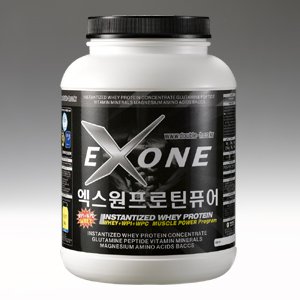 INSTANTIZED WHEY PROTEIN CONCENTRATE GLUTAMINE PEPTIDE
VITAMIN MINERALS MAGNESIUM AMINO ACIDS BACCS
EXONE
엑스원프로틴퓨어
INSTANTIZED WHEY PROTEIN
WHEY+WPI+WPC MUSCLE POWER Program
INSTANTIZED WHEY PROTEIN CONCENTRATE
GLUTAMINE PEPTIDE VITAMIN MINERALS
MAGNESIUM AMINO ACIDS BACCS